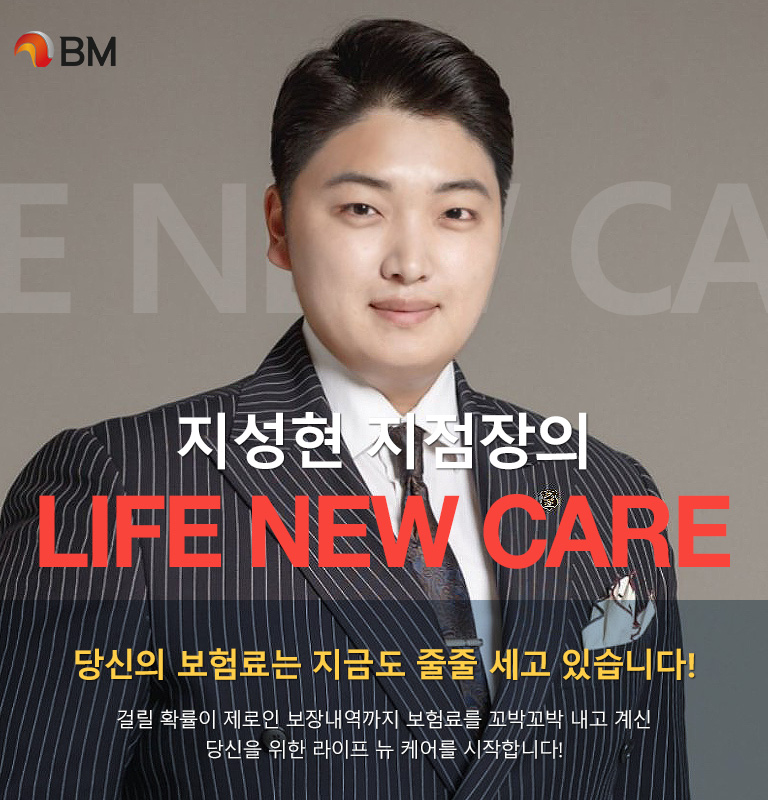 BM
E NEW CA
지성현 지점장의
LIFE NEW CARE
당신의 보험료는 지금도 줄줄 세고 있습니다!
걸릴 확률이 제로인 보장내역까지 보험료를 꼬박꼬박 내고 계신
당신을 위한 라이프 뉴 케어를 시작합니다!